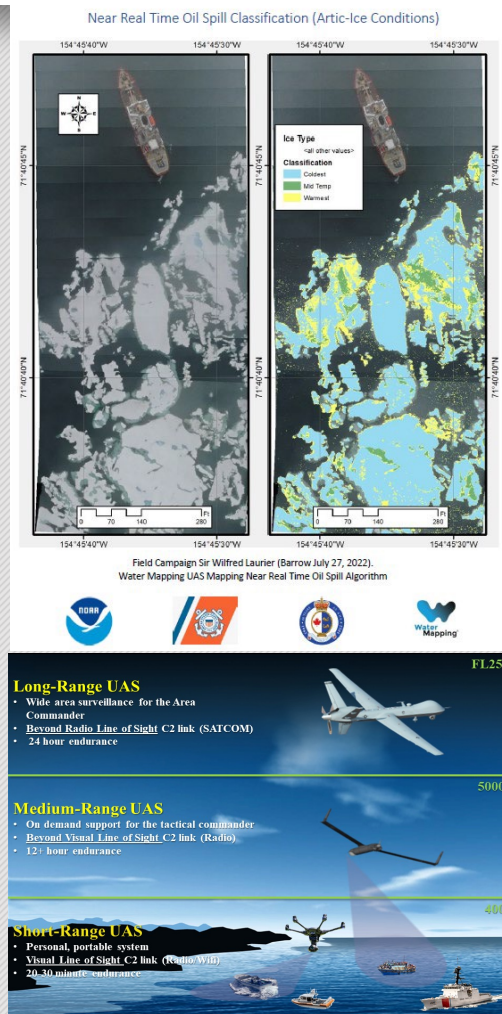 Near Real Time Oil Spill Classification (Artic-Ice Conditions)
154°45'40"W 154°45'30"W 154°45'40"W 154°45'30"W
N
W E
S
Ice Type
<all other values>
Classification
Coldest
Mid Temp
Warmest
71°40'45"N 71°40'45"N
71°40'40"N 71°40'40"N
Ft Ft
0 70 140 280 0 70 140 280
154°45'40"W 154°45'30"W 154°45'40"W 154°45'30"W
Field Campaign Sir Wilfred Laurier (Barrow July 27, 2022).
Water Mapping UAS Mapping Near Real Time Oil Spill Algorithm
NOAA
Water
Mapping
FL25
Long-Range UAS
• Wide area surveillance for the Area
Commander
• Beyond Radio Line of Sight C2 link (SATCOM)
• 24 hour endurance
5000
Medium-Range UAS
• On demand support for the tactical commander
• Beyond Visual Line of Sight C2 link (Radio)
• 12+ hour endurance
400
Short-Range UAS
• Personal, portable system
• Visual Line of Sight C2 link (Radio/Wifi)
• 20-30 minute endurance